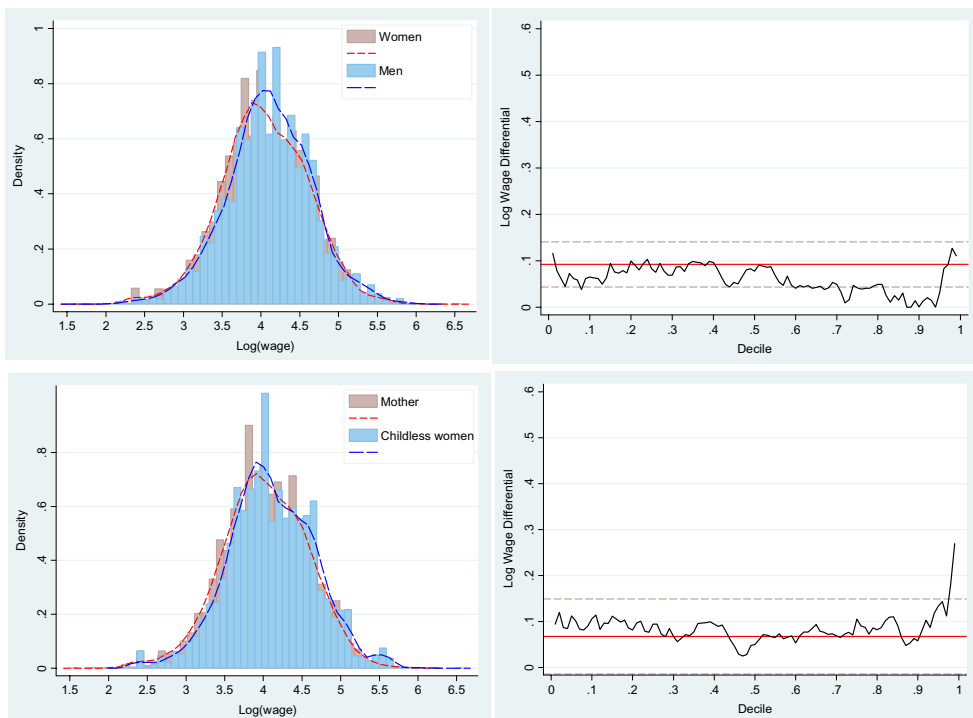 Women
Men
Density
0 .2 .4 .6 .8 1
1.5 2 2.5 3 3.5 4 4.5 5 5.5 6 6.5
Log(wage)
Log Wage Differential
0 .1 .2 .3 .4 .5 .6
0 .1 .2 .3 .4 .5 .6 .7 .8 .9 1
Decile
Mother
Childless women
Density
0 .2 .4 .6 .8
1.5 2 2.5 3 3.5 4 4.5 5 5.5 6 6.5
Log(wage)
Log Wage Differential
0 .1 .2 .3 .4 .5 .6
0 .1 .2 .3 .4 .5 .6 .7 .8 .9 1
Decile